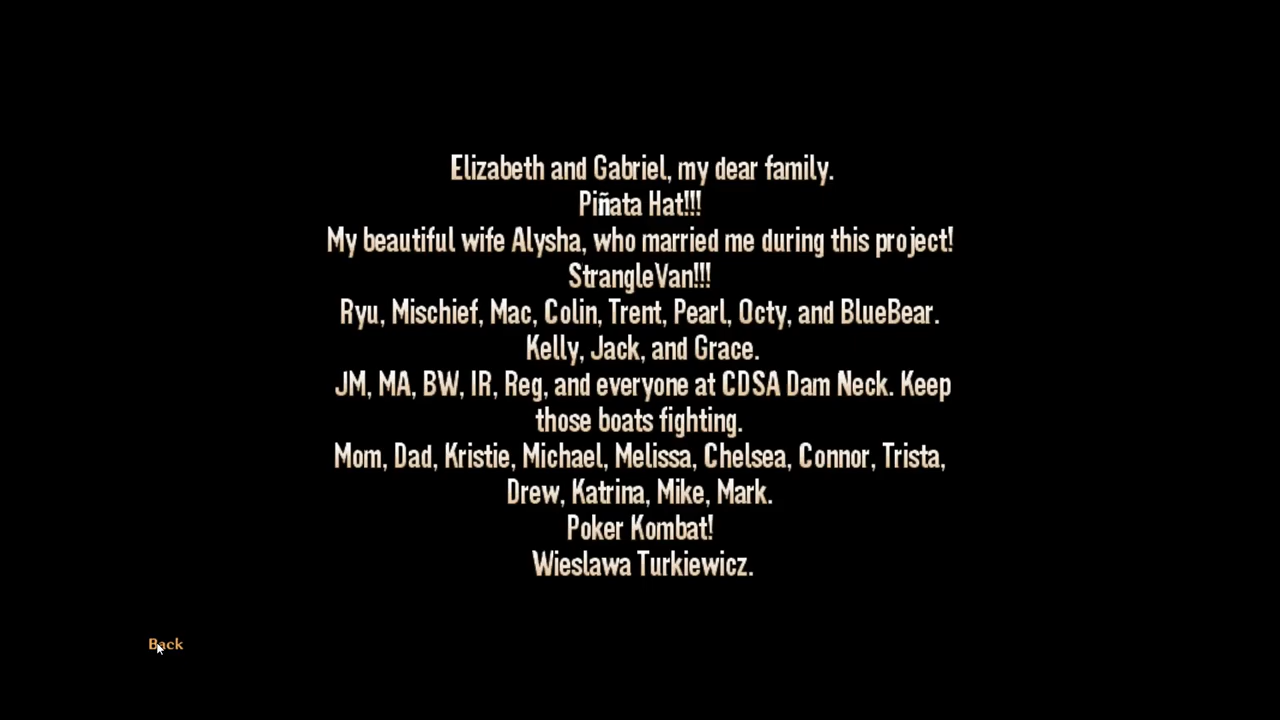 Elizabeth and Gabriel, my dear family.
Piñata Hat!!!
My beautiful wife Alysha, who married me during this project!
StrangleVan!!!
Ryu, Mischief, Mac, Colin, Trent, Pearl, Octy, and BlueBear.
Kelly, Jack, and Grace.
JM, MA, BW, IR, Reg, and everyone at CDSA Dam Neck. Keep
those boats fighting.
Mom, Dad, Kristie, Michael, Melissa, Chelsea, Connor, Trista,
Drew, Katrina, Mike, Mark.
Poker Kombat!
Wieslawa Turkiewicz.
Back